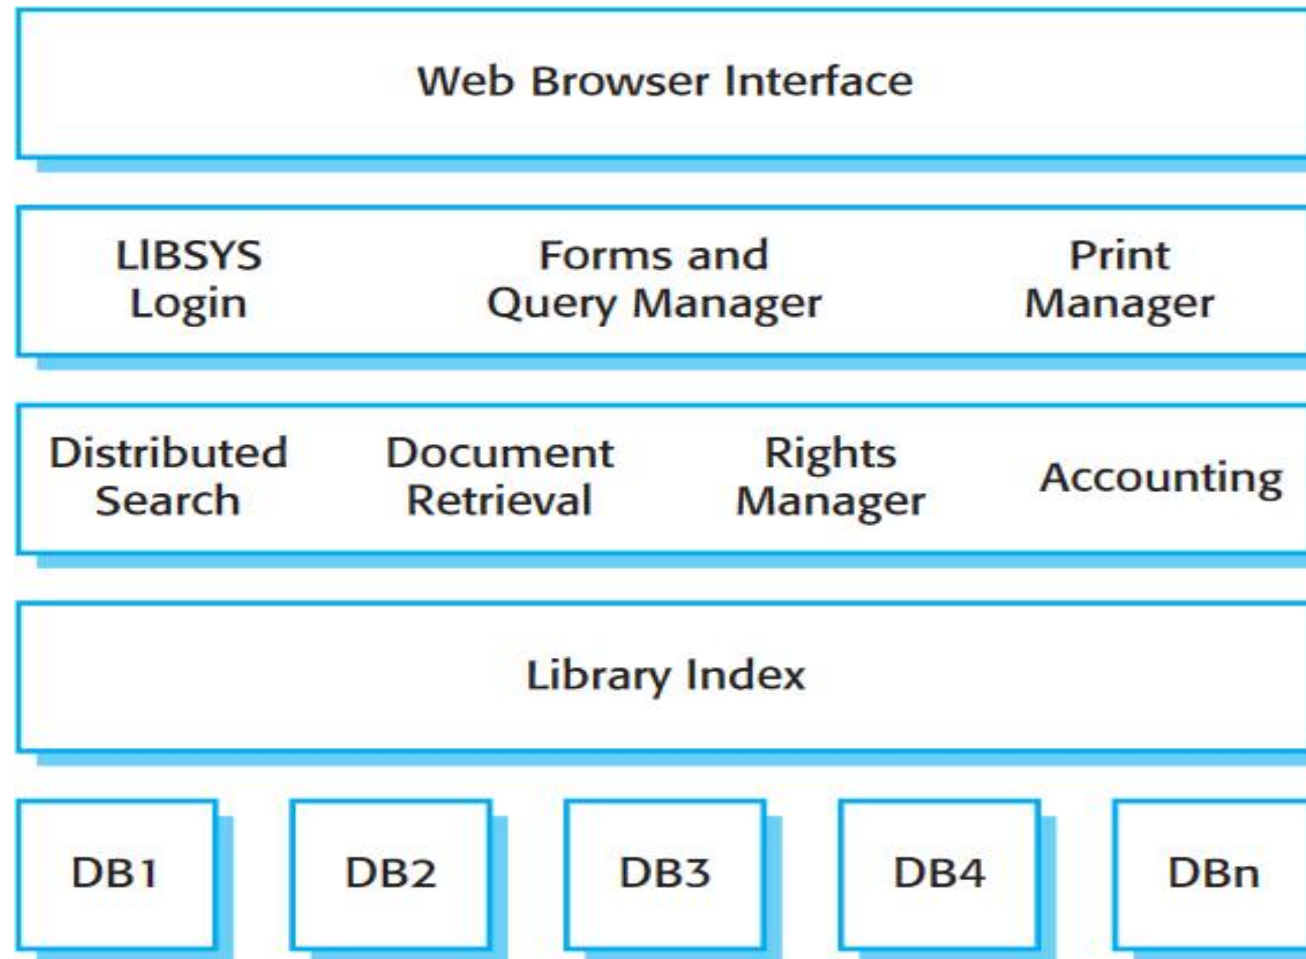 Web Browser Interface
LIBSYS
Login
Forms and
Query Manager
Print
Manager
Distributed
Search
Document
Retrieval
Rights
Manager
Accounting
Library Index
DB1
DB2
DB3
DB4
DBn